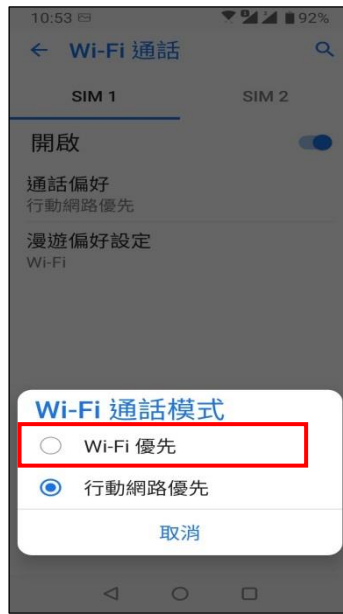 10:53
92%
Wi-Fi 通話
SIM 1
SIM 2
開啟
通話偏好
行動網路優先
漫遊偏好設定
Wi-Fi
Wi-Fi 通話模式
Wi-Fi 優先
行動網路優先
取消